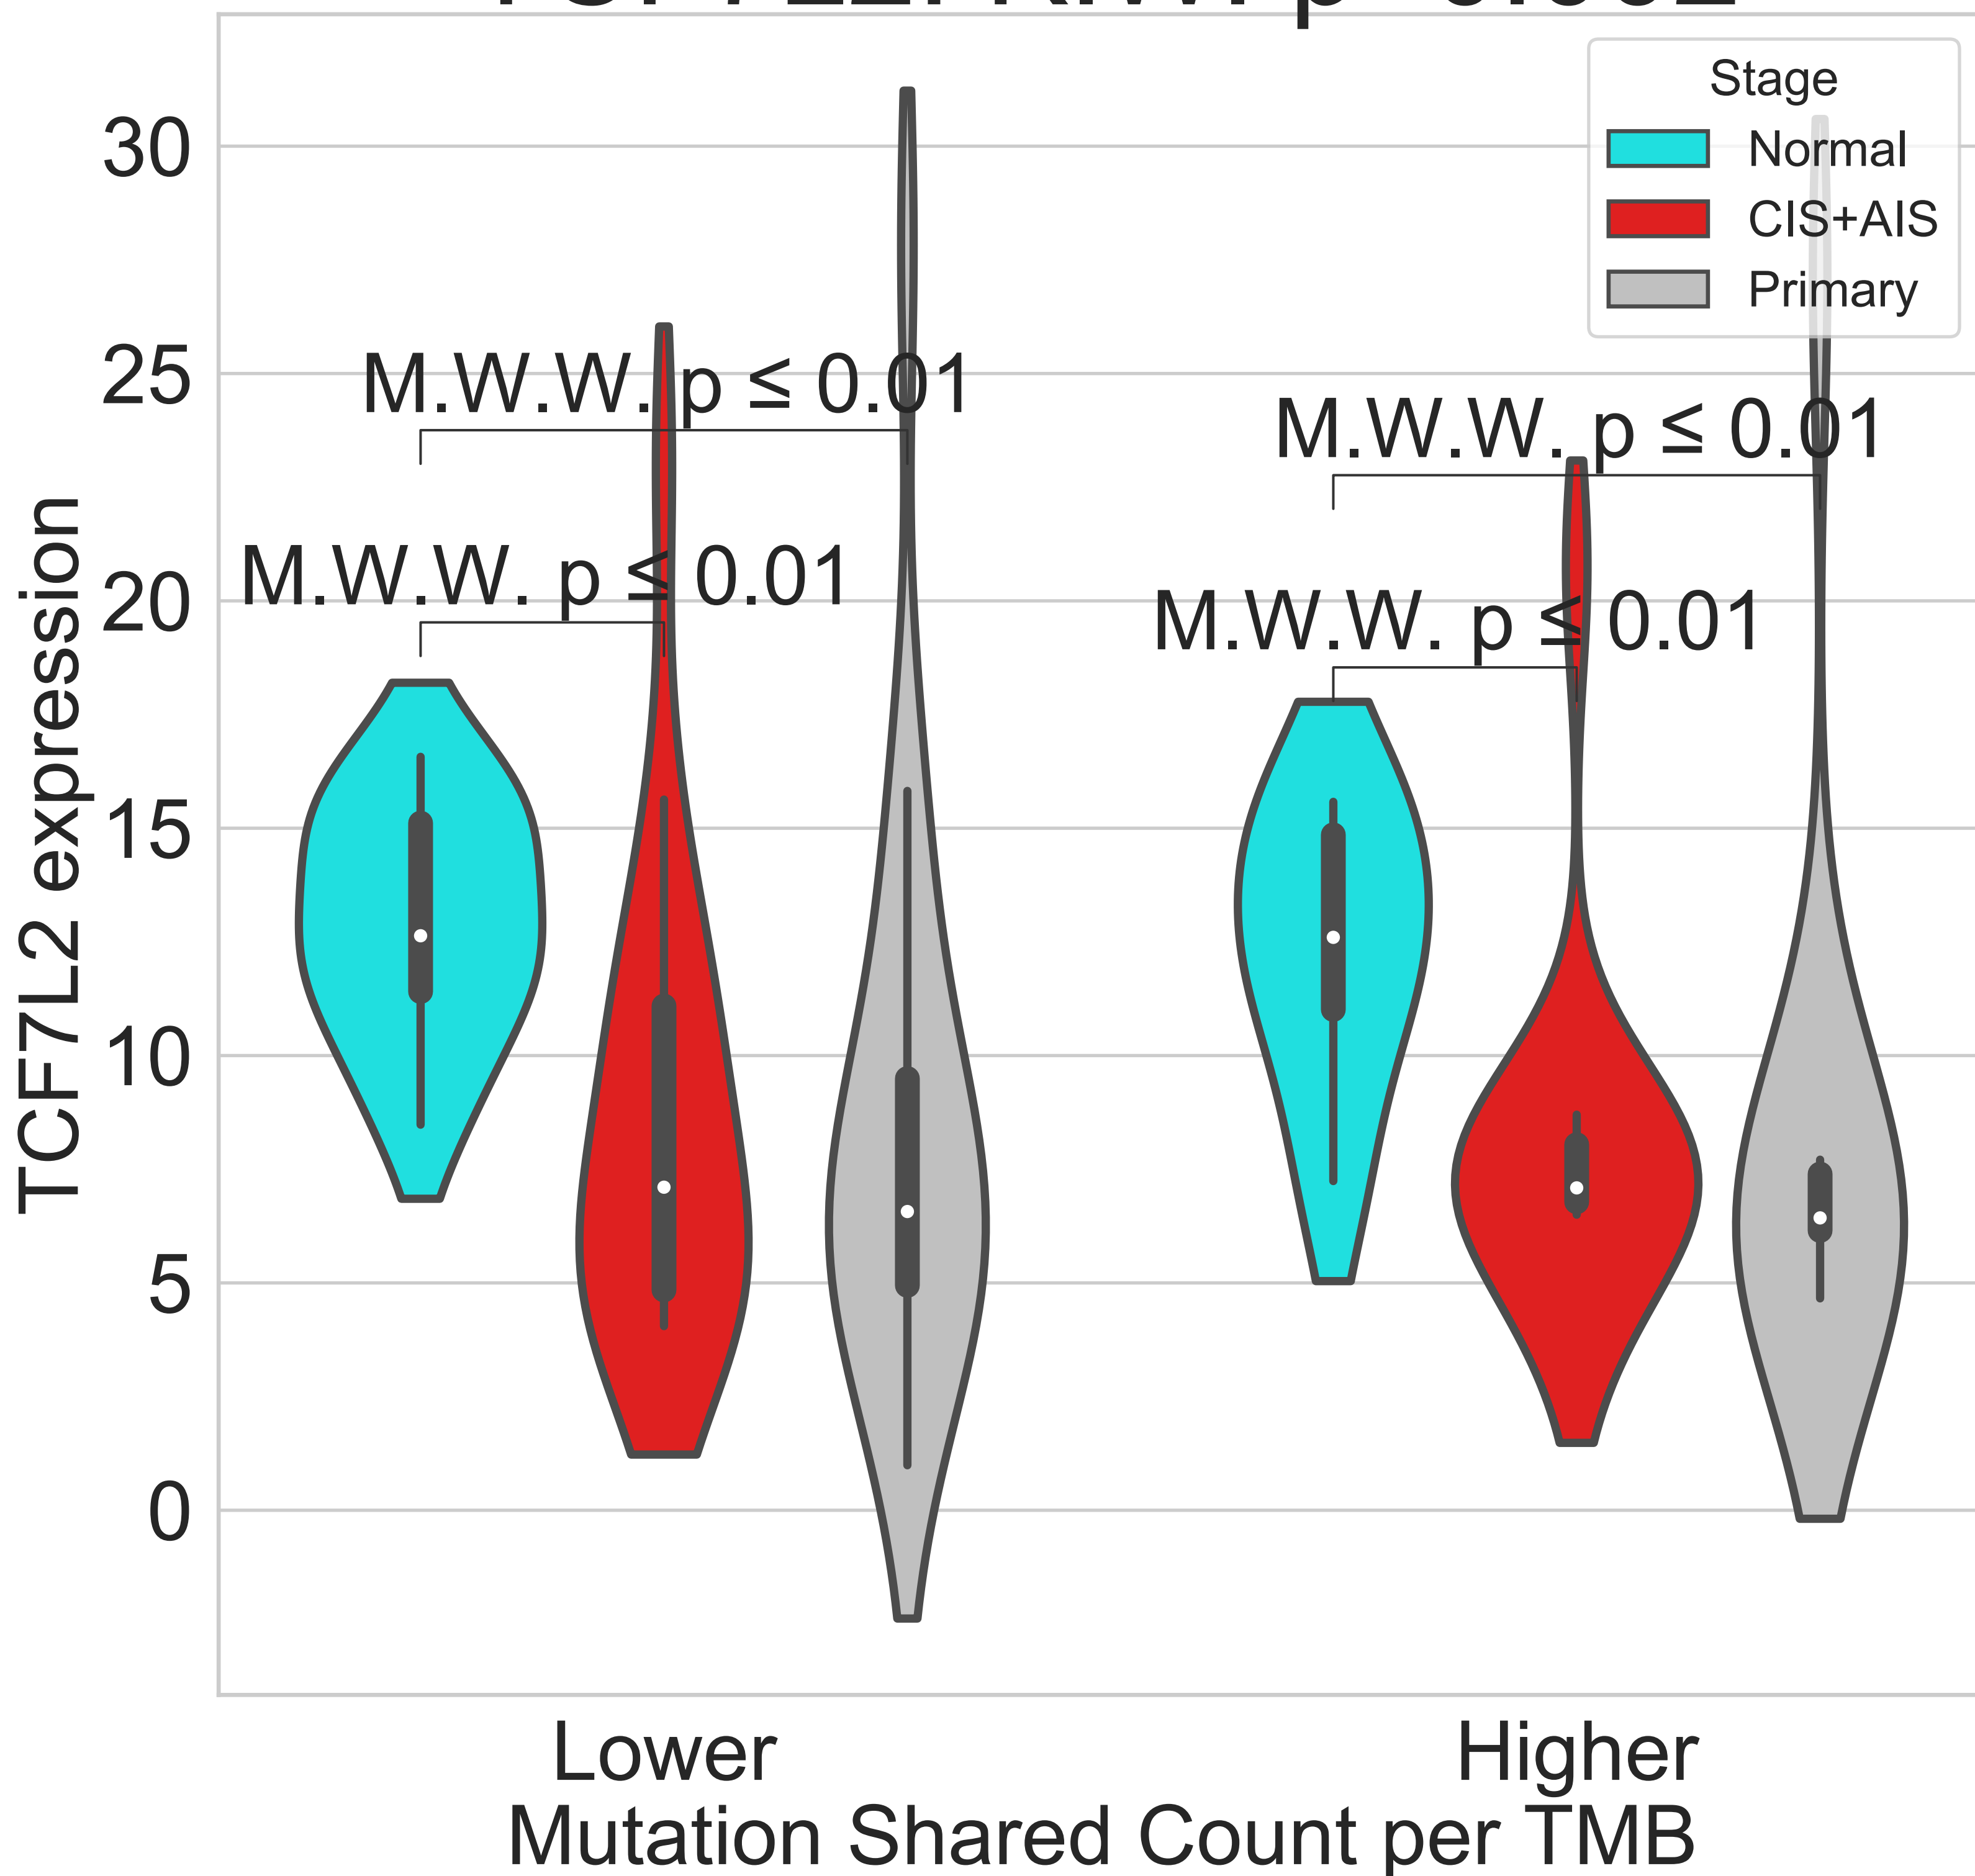 Stage
Normal
CIS+AIS
Primary
30
25
20
15
10
5
0
TCF7L2 expression
M.W.W. p ≤ 0.01
M.W.W. p ≤ 0.01
M.W.W. p ≤ 0.01
M.W.W. p ≤ 0.01
Lower
Higher
Mutation Shared Count per TMB